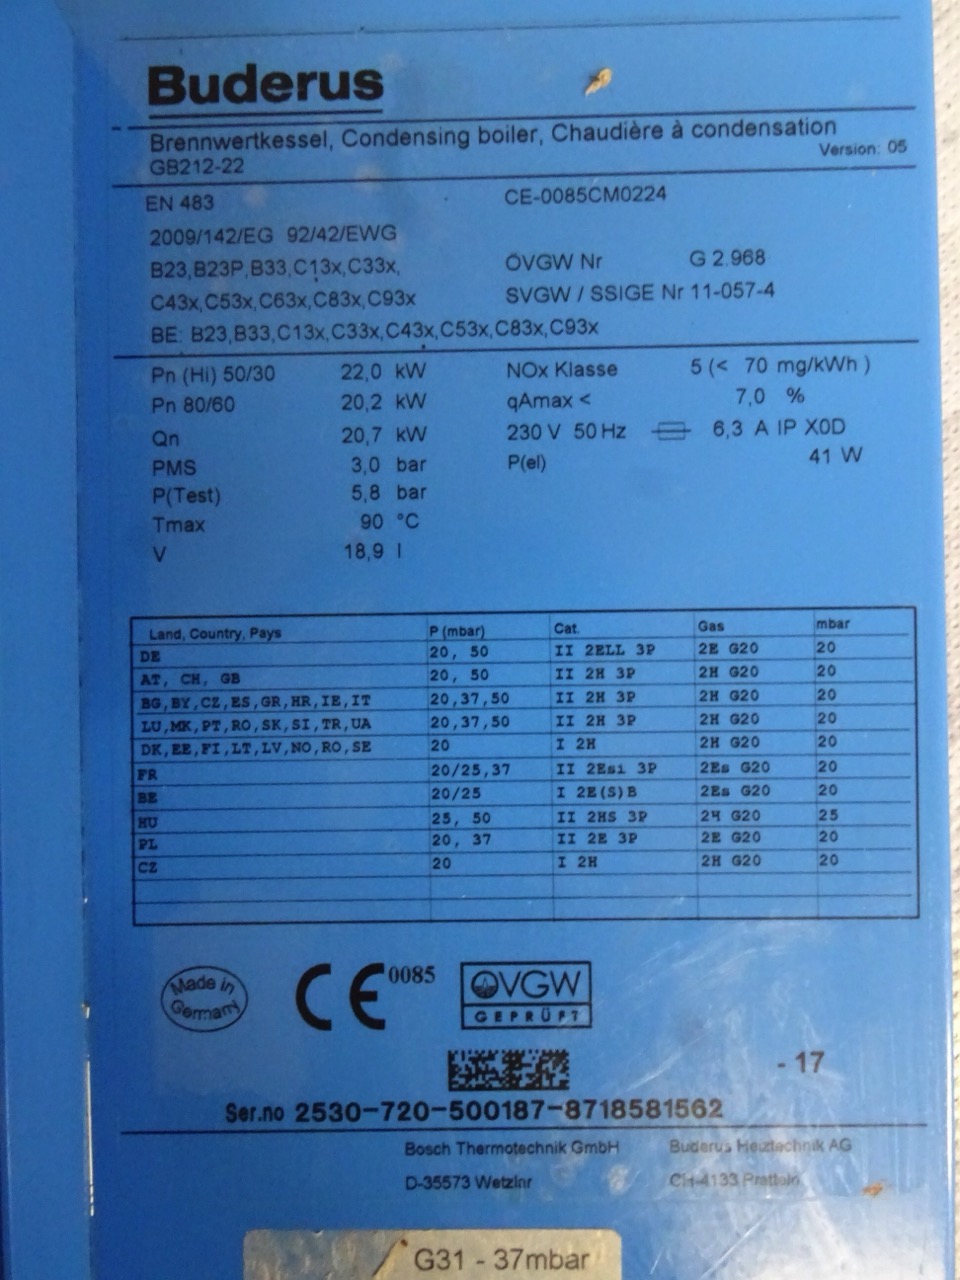 Buderus
Brennwertkessel, Condensing boiler, Chaudière à condensation
GB212-22 Version: 05
EN 483 CE-0085CM0224
2009/142/EG 92/42/EWG
B23,B23P,B33,C13x,C33x, ÖVGW Nr G 2.968
C43x,C53x,C63x,C83x,C93x SVGW / SSIGE Nr 11-057-4
BE: B23,B33,C13x,C33x,C43x,C53x,C83x,C93x
Pn (Hi) 50/30 22,0 kW NOx Klasse 5 (< 70 mg/kWh )
Pn 80/60 20,2 kW qAmax < 7,0 %
Qn 20,7 kW 230 V 50 Hz 6,3 A IP X0D
PMS 3,0 bar P(el) 41 W
P(Test) 5,8 bar
Tmax 90 °C
V 18,9 l
Land, Country, Pays P (mbar) Cat. Gas mbar
DE 20, 50 II 2ELL 3P 2E G20 20
AT, CH, GB 20, 50 II 2H 3P 2H G20 20
BG,BY,CZ,ES,GR,HR,IE,IT 20,37,50 II 2H 3P 2H G20 20
LU,MK,PT,RO,SK,SI,TR,UA 20,37,50 II 2H 3P 2H G20 20
DK,EE,FI,LT,LV,NO,RO,SE 20 I 2H 2H G20 20
FR 20/25,37 II 2Esi 3P 2Es G20 20
BE 20/25 I 2E(S)B 2Es G20 20
HU 25, 50 II 2HS 3P 2H G20 25
PL 20, 37 II 2E 3P 2E G20 20
CZ 20 I 2H 2H G20 20
Made in Germany
CE 0085
ÖVGW
GEPRÜFT
- 17
Ser.no 2530-720-500187-8718581562
Bosch Thermotechnik GmbH Buderus Heiztechnik AG
D-35573 Wetzlar CH-4133 Pratteln
G31 - 37mbar